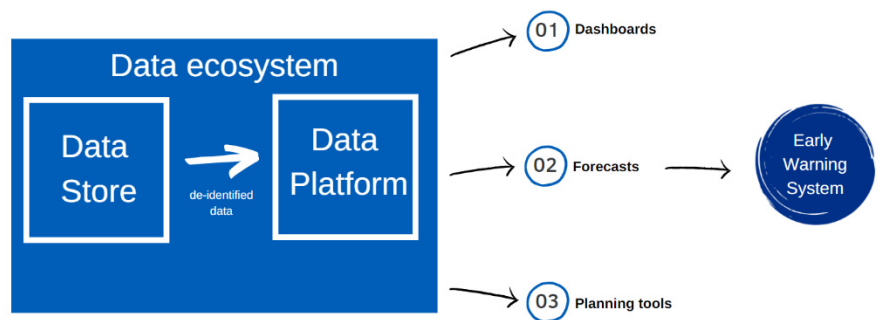 Data ecosystem
Data
Store
de-identified
data
Data
Platform
01 Dashboards
02 Forecasts
03 Planning tools
Early
Warning
System